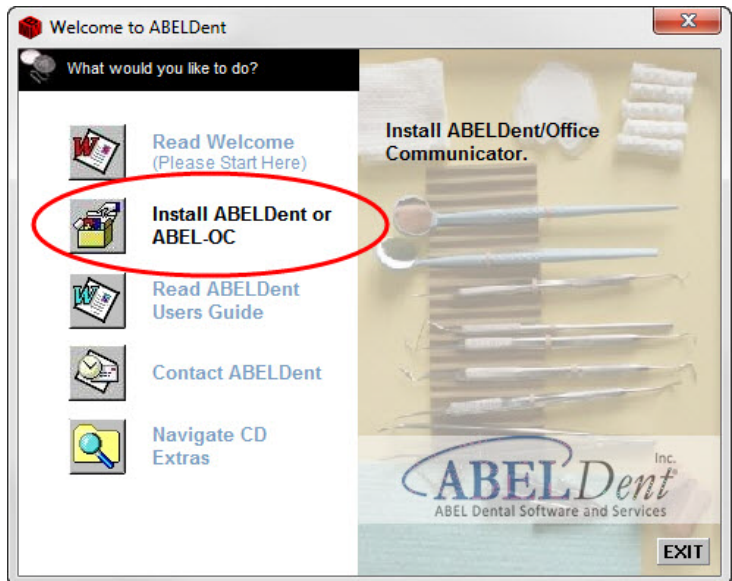 Welcome to ABELDent
What would you like to do?
Read Welcome
(Please Start Here)
Install ABELDent or
ABEL-OC
Read ABELDent
Users Guide
Contact ABELDent
Navigate CD
Extras
Install ABELDent/Office
Communicator.
ABELDent Inc.
ABEL Dental Software and Services
EXIT